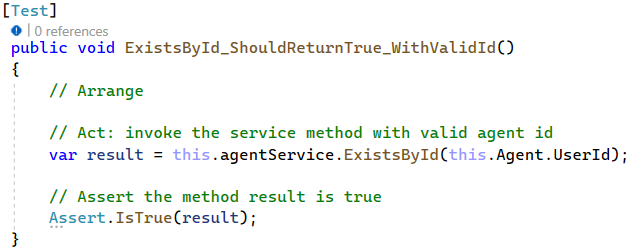 [Test]
| 0 references
public void ExistsById_ShouldReturnTrue_WithValidId()
{
    // Arrange

    // Act: invoke the service method with valid agent id
    var result = this.agentService.ExistsById(this.Agent.UserId);

    // Assert the method result is true
    Assert.IsTrue(result);
}